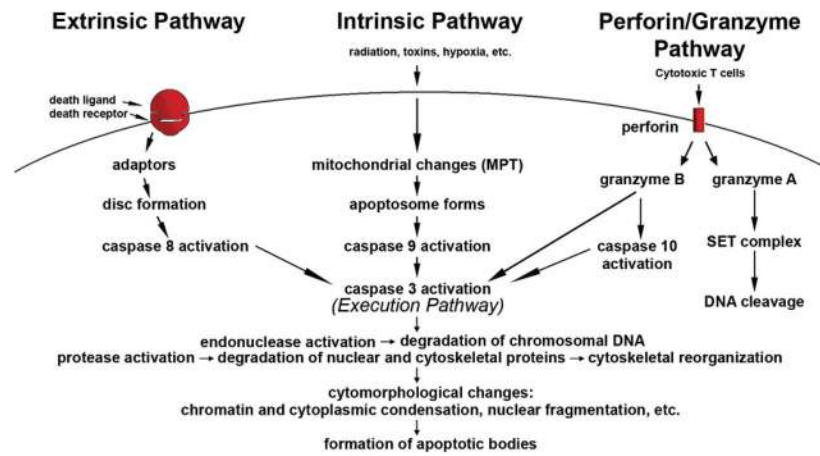 Extrinsic Pathway
Intrinsic Pathway
Perforin/Granzyme
Pathway
radiation, toxins, hypoxia, etc.
Cytotoxic T cells
death ligand
death receptor
perforin
adaptors
mitochondrial changes (MPT)
granzyme B
granzyme A
disc formation
apoptosome forms
caspase 8 activation
caspase 9 activation
caspase 10
activation
SET complex
caspase 3 activation
(Execution Pathway)
DNA cleavage
endonuclease activation → degradation of chromosomal DNA
protease activation → degradation of nuclear and cytoskeletal proteins → cytoskeletal reorganization
cytomorphological changes:
chromatin and cytoplasmic condensation, nuclear fragmentation, etc.
formation of apoptotic bodies